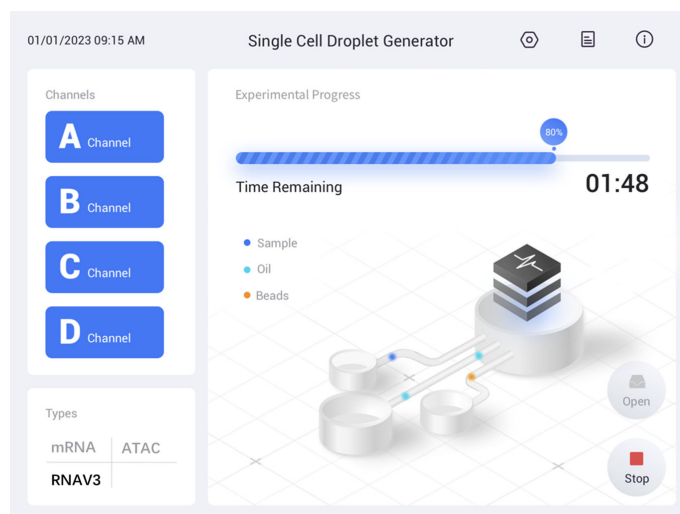 01/01/2023 09:15 AM
Single Cell Droplet Generator
Channels
A Channel
B Channel
C Channel
D Channel
Types
mRNA ATAC
RNAV3
Experimental Progress
80%
Time Remaining 01:48
Sample
Oil
Beads
Open
Stop